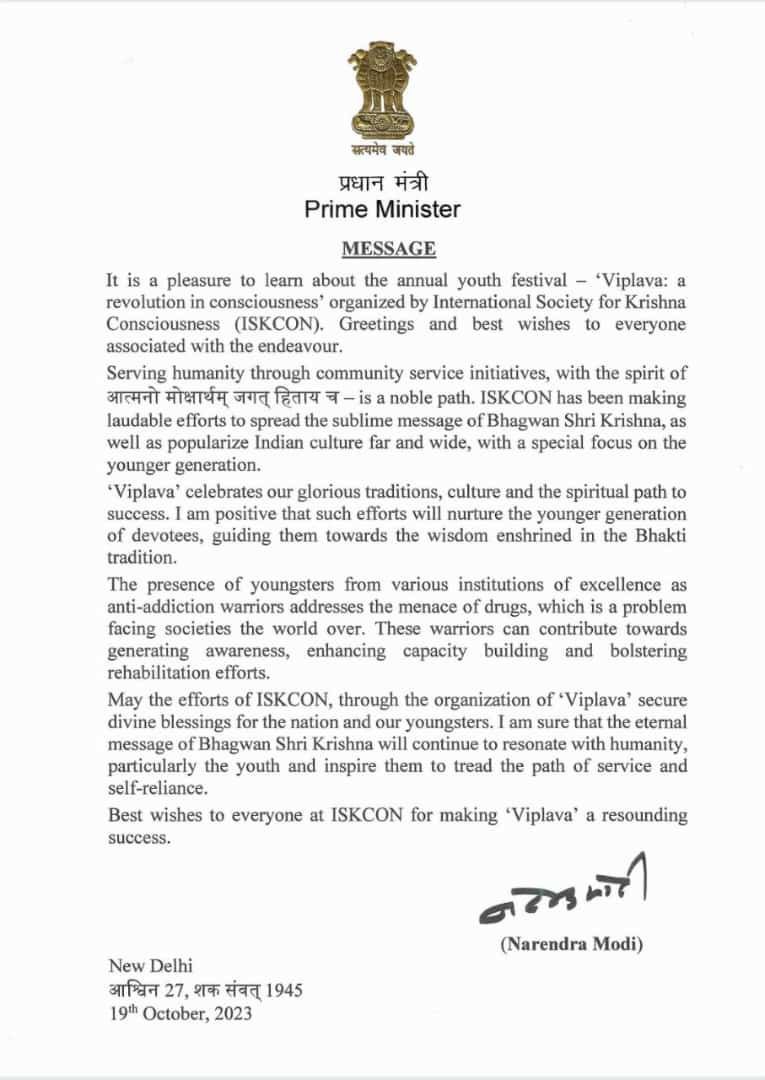 सत्यमेव जयते
प्रधान मंत्री
Prime Minister
MESSAGE
It is a pleasure to learn about the annual youth festival – ‘Viplava: a
revolution in consciousness’ organized by International Society for Krishna
Consciousness (ISKCON). Greetings and best wishes to everyone
associated with the endeavour.
Serving humanity through community service initiatives, with the spirit of
आत्मनो मोक्षार्थम् जगत् हिताय च – is a noble path. ISKCON has been making
laudable efforts to spread the sublime message of Bhagwan Shri Krishna, as
well as popularize Indian culture far and wide, with a special focus on the
younger generation.
‘Viplava’ celebrates our glorious traditions, culture and the spiritual path to
success. I am positive that such efforts will nurture the younger generation
of devotees, guiding them towards the wisdom enshrined in the Bhakti
tradition.
The presence of youngsters from various institutions of excellence as
anti-addiction warriors addresses the menace of drugs, which is a problem
facing societies the world over. These warriors can contribute towards
generating awareness, enhancing capacity building and bolstering
rehabilitation efforts.
May the efforts of ISKCON, through the organization of ‘Viplava’ secure
divine blessings for the nation and our youngsters. I am sure that the eternal
message of Bhagwan Shri Krishna will continue to resonate with humanity,
particularly the youth and inspire them to tread the path of service and
self-reliance.
Best wishes to everyone at ISKCON for making ‘Viplava’ a resounding
success.
नरेन्द्र मोदी
(Narendra Modi)
New Delhi
आश्विन 27, शक संवत् 1945
19th October, 2023